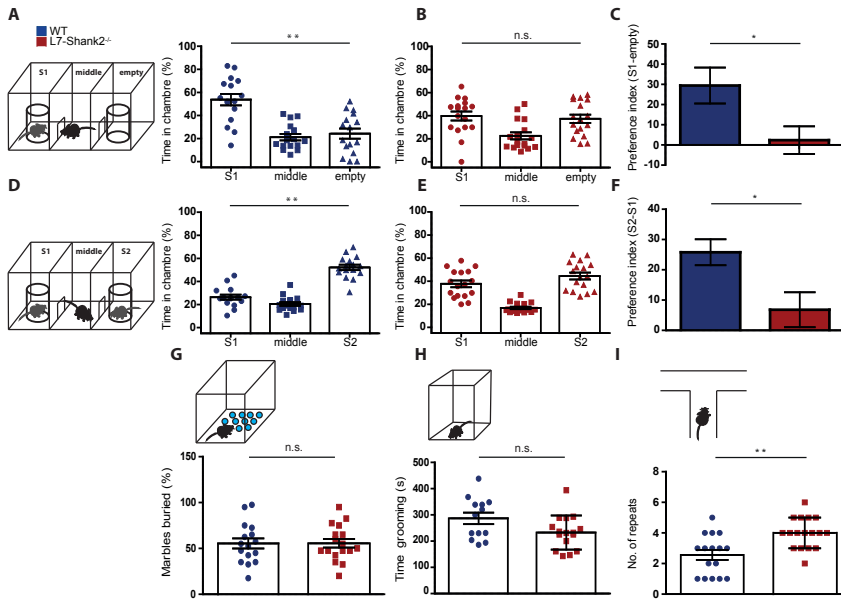 A
WT
L7-Shank2-/-
S1 middle empty
Time in chambre (%)
100
80
60
40
20
0
**
S1 middle empty
B
Time in chambre (%)
100
80
60
40
20
0
n.s.
S1 middle empty
C
Preference index (S1-empty)
50
40
30
20
10
0
-10
*
D
S1 middle S2
Time in chambre (%)
100
80
60
40
20
0
**
S1 middle S2
E
Time in chambre (%)
100
80
60
40
20
0
n.s.
S1 middle S2
F
Preference index (S2-S1)
40
30
20
10
0
*
G
Marbles buried (%)
150
100
50
0
n.s.
H
Time grooming (s)
500
400
300
200
100
0
n.s.
I
No. of repeats
8
6
4
2
0
**